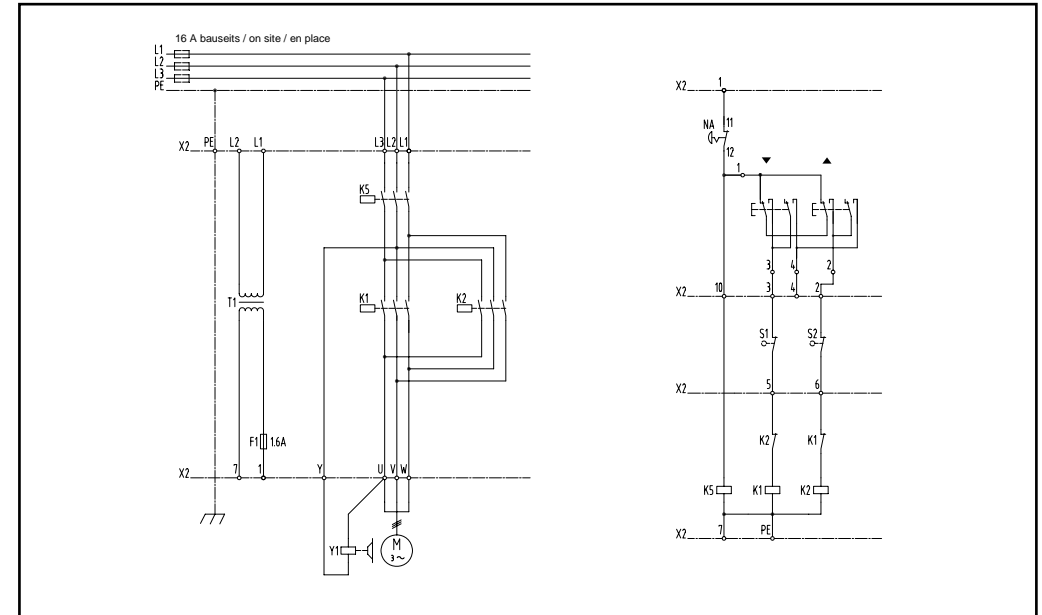 16 A bauseits / on site / en place
L1
L2
L3
PE
X2 PE L2 L1 L3 L2 L1
K5
T1
K1 K2
F1 1.6A
X2 7 1 Y U V W
Y1
M
3 ~
X2 1
NA 11
12
1
3 4 2
X2 10 3 4 2
S1 S2
X2 5 6
K2 K1
K5 K1 K2
X2 7 PE